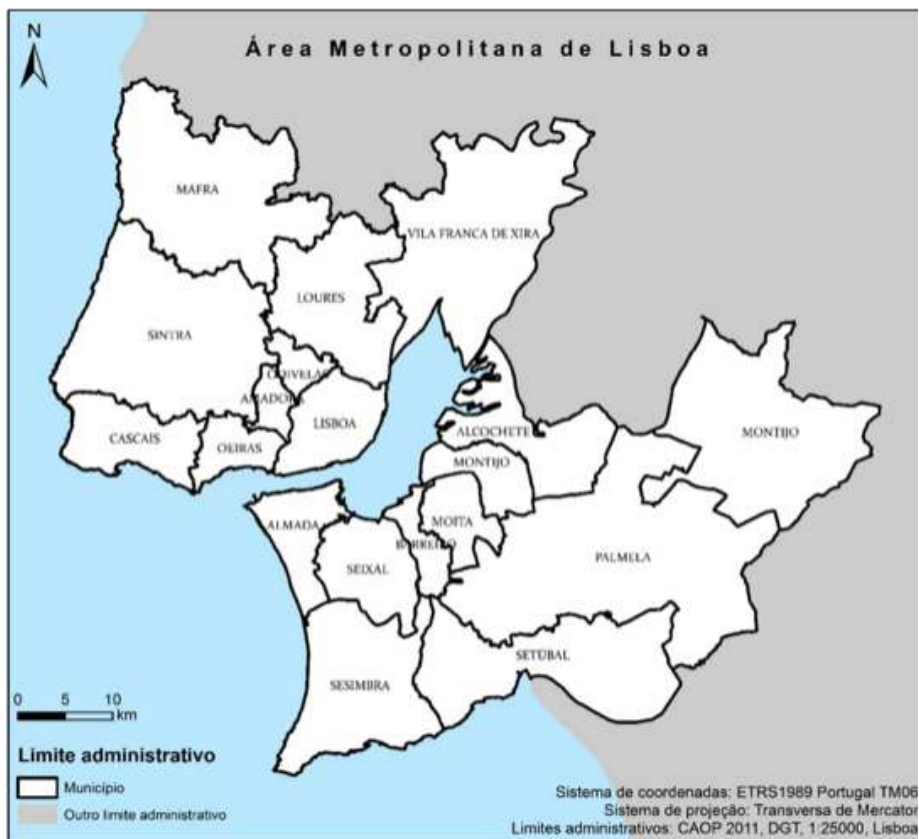 N
Área Metropolitana de Lisboa
MAFRA
VILA FRANCA DE XIRA
LOURES
SINTRA
ODIVELAS
AMADORA
LISBOA
CASCAIS
OEIRAS
ALCOCHETE
MONTIJO
MONTIJO
ALMADA
MOITA
BARREIRO
SEIXAL
PALMELA
SETÚBAL
SESIMBRA
0 5 10
km
Limite administrativo
Município
Outro limite administrativo
Sistema de coordenadas: ETRS1989 Portugal TM06
Sistema de projeção: Transversa de Mercator
Limites administrativos: CAOP 2011, DGT, 1:25000, Lisboa